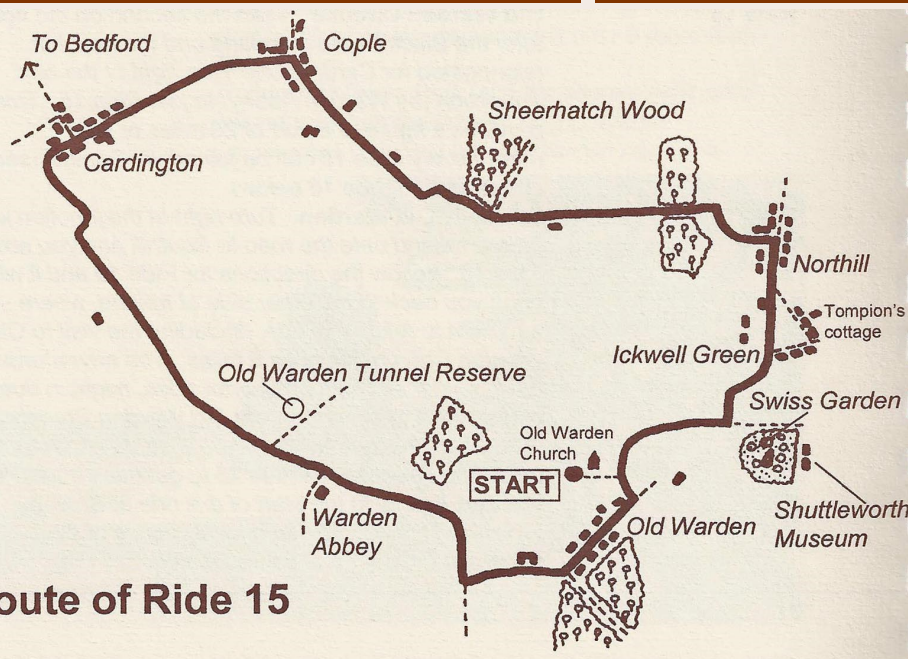 To Bedford
Cople
Sheerhatch Wood
Cardington
Northill
Tompion's
cottage
Ickwell Green
Old Warden Tunnel Reserve
Swiss Garden
Old Warden
Church
START
Shuttleworth
Museum
Old Warden
Warden
Abbey
oute of Ride 15